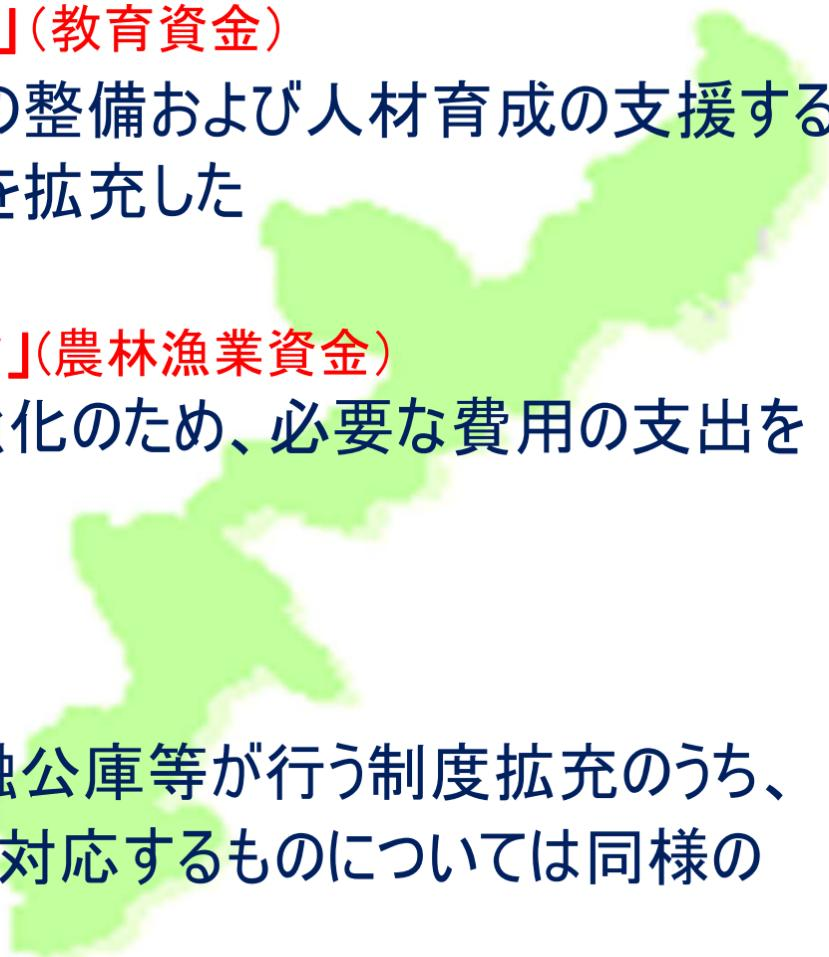 」（教育資金）
の整備および人材育成の支援する
を拡充した
」（農林漁業資金）
化のため、必要な費用の支出を
融公庫等が行う制度拡充のうち、
対応するものについては同様の